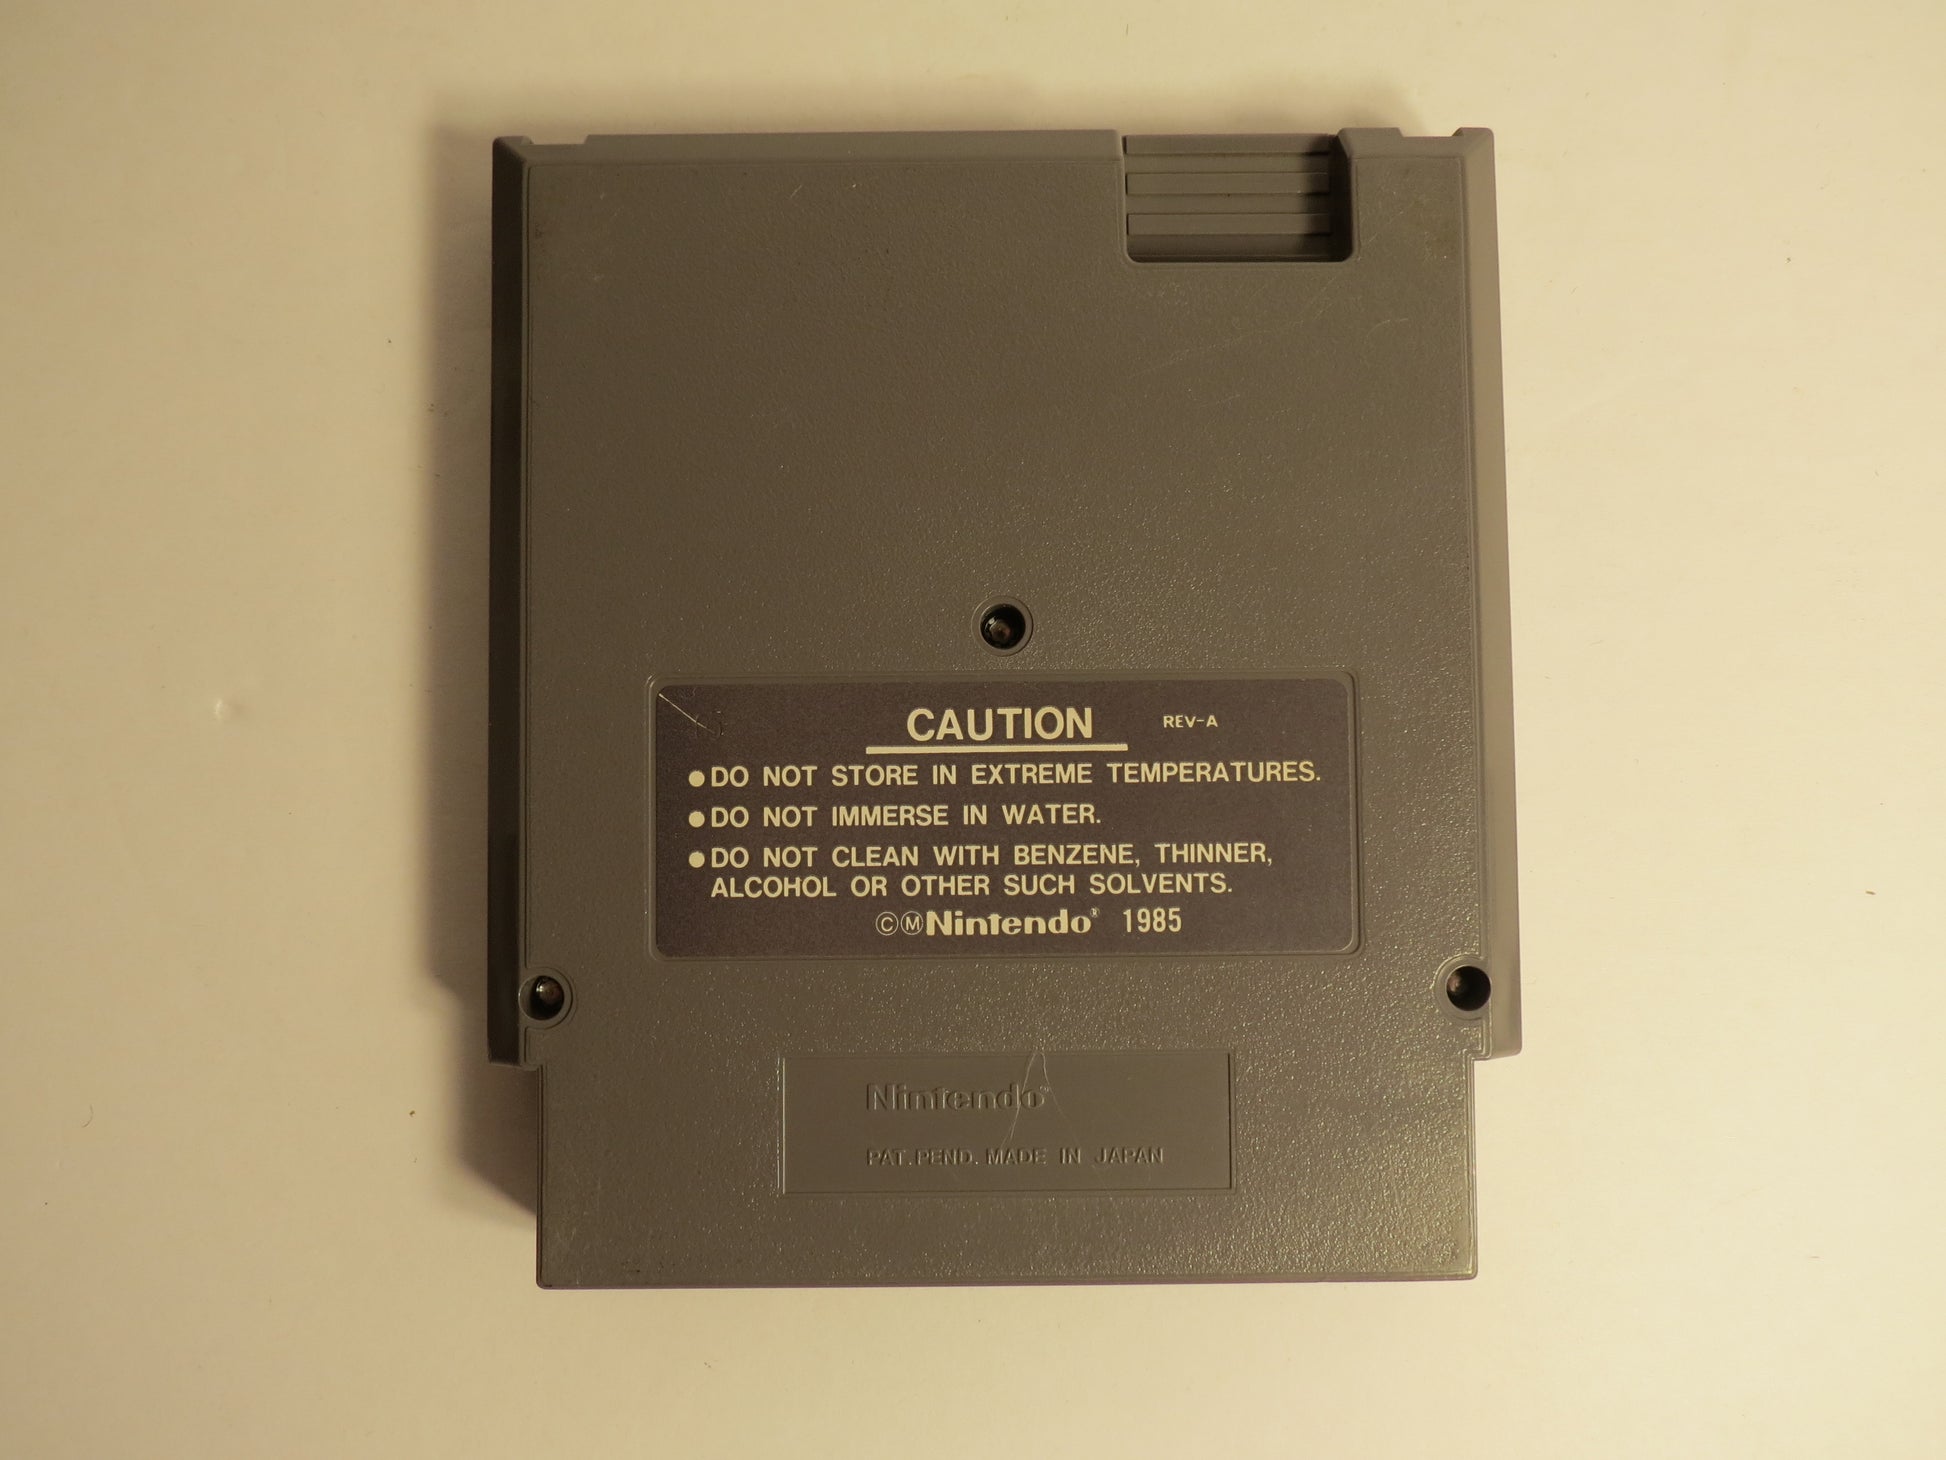 CAUTION REV-A
●DO NOT STORE IN EXTREME TEMPERATURES.
●DO NOT IMMERSE IN WATER.
●DO NOT CLEAN WITH BENZENE, THINNER,
ALCOHOL OR OTHER SUCH SOLVENTS.
©ⓂNintendo® 1985
Nintendo™
PAT. PEND. MADE IN JAPAN